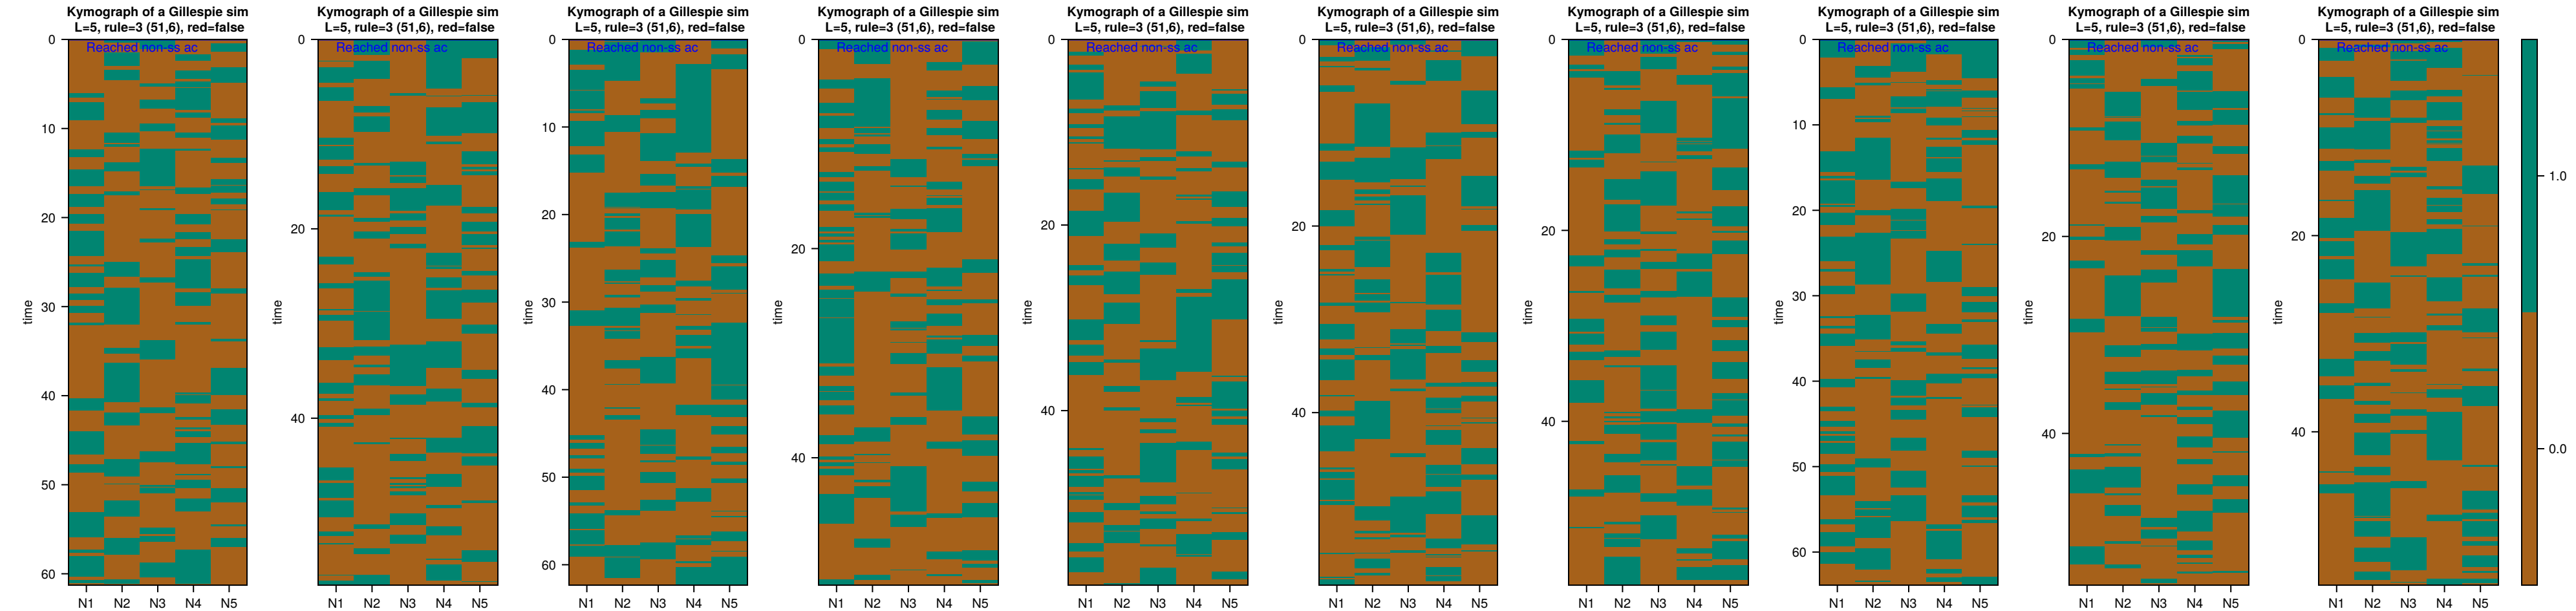 Kymograph of a Gillespie sim
L=5, rule=3 (51,6), red=false
Reached non-ss ac
0
10
20
30
40
50
60
time
N1 N2 N3 N4 N5
Kymograph of a Gillespie sim
L=5, rule=3 (51,6), red=false
Reached non-ss ac
0
20
40
time
N1 N2 N3 N4 N5
Kymograph of a Gillespie sim
L=5, rule=3 (51,6), red=false
Reached non-ss ac
0
10
20
30
40
50
60
time
N1 N2 N3 N4 N5
Kymograph of a Gillespie sim
L=5, rule=3 (51,6), red=false
Reached non-ss ac
0
20
40
time
N1 N2 N3 N4 N5
Kymograph of a Gillespie sim
L=5, rule=3 (51,6), red=false
Reached non-ss ac
0
20
40
time
N1 N2 N3 N4 N5
Kymograph of a Gillespie sim
L=5, rule=3 (51,6), red=false
Reached non-ss ac
0
20
40
time
N1 N2 N3 N4 N5
Kymograph of a Gillespie sim
L=5, rule=3 (51,6), red=false
Reached non-ss ac
0
20
40
time
N1 N2 N3 N4 N5
Kymograph of a Gillespie sim
L=5, rule=3 (51,6), red=false
Reached non-ss ac
0
10
20
30
40
50
60
time
N1 N2 N3 N4 N5
Kymograph of a Gillespie sim
L=5, rule=3 (51,6), red=false
Reached non-ss ac
0
20
40
time
N1 N2 N3 N4 N5
Kymograph of a Gillespie sim
L=5, rule=3 (51,6), red=false
Reached non-ss ac
0
20
40
time
N1 N2 N3 N4 N5
1.0
0.0